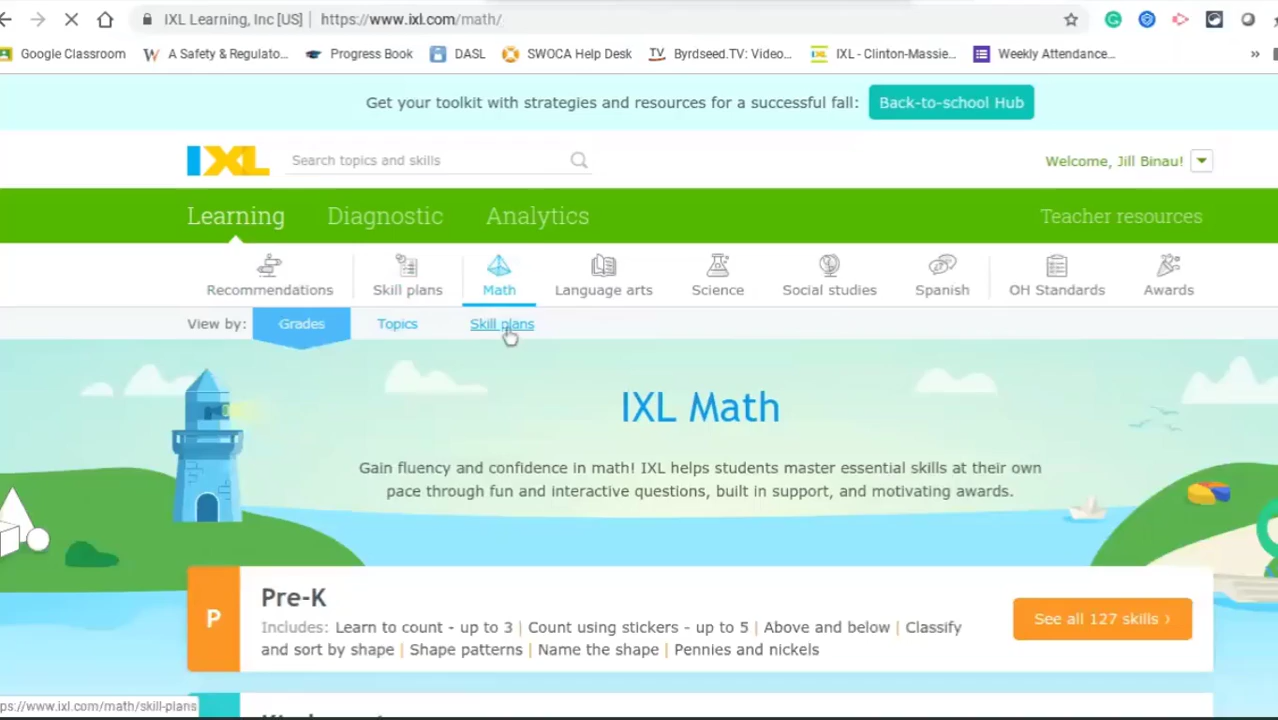 IXL Learning, Inc [US] | https://www.ixl.com/math/
Google Classroom A Safety & Regulato... Progress Book DASL SWOCA Help Desk TV Byrdseed.TV: Video... IXL - Clinton-Massie... Weekly Attendance... »
Get your toolkit with strategies and resources for a successful fall: Back-to-school Hub
IXL Search topics and skills Welcome, Jill Binau!
Learning Diagnostic Analytics Teacher resources
Recommendations Skill plans Math Language arts Science Social studies Spanish OH Standards Awards
View by: Grades Topics Skill plans
IXL Math
Gain fluency and confidence in math! IXL helps students master essential skills at their own
pace through fun and interactive questions, built in support, and motivating awards.
Pre-K
P Includes: Learn to count - up to 3 | Count using stickers - up to 5 | Above and below | Classify See all 127 skills ›
and sort by shape | Shape patterns | Name the shape | Pennies and nickels
ps://www.ixl.com/math/skill-plans